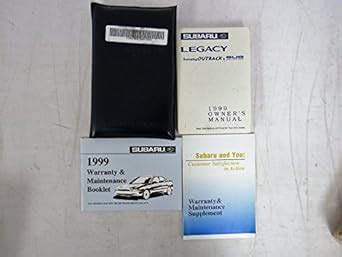 SUBARU
LEGACY
OUTBACK
1999
OWNER'S
MANUAL
1999
SUBARU
Warranty &
Maintenance
Booklet
Subaru and You:
Customer Satisfaction
in Action
Warranty &
Maintenance
Supplement